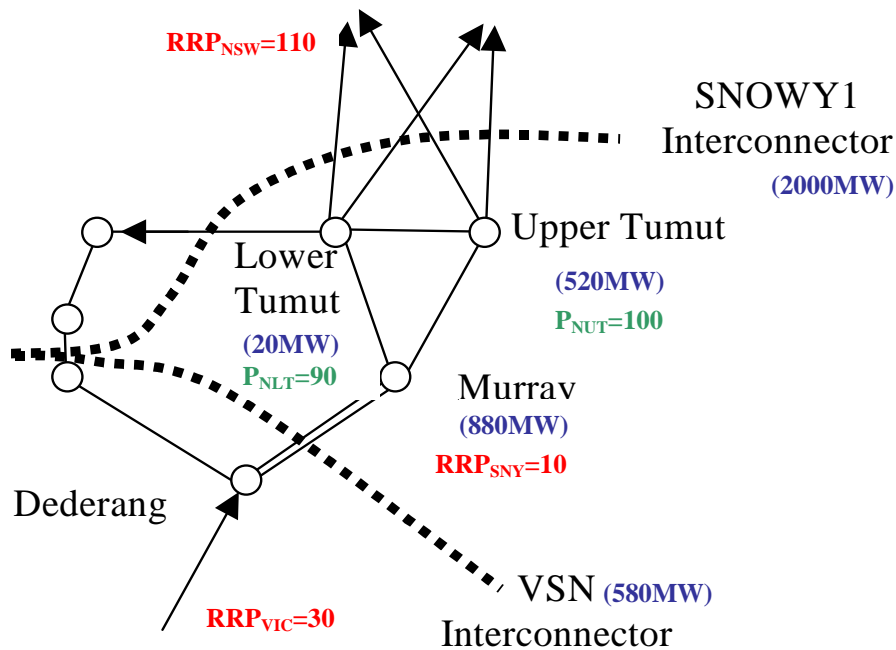 RRPNSW=110
SNOWY1
Interconnector
(2000MW)
Upper Tumut
(520MW)
PNUT=100
Lower
Tumut
(20MW)
PNLT=90
Murray
(880MW)
RRPSNY=10
Dederang
RRPVIC=30
VSN (580MW)
Interconnector